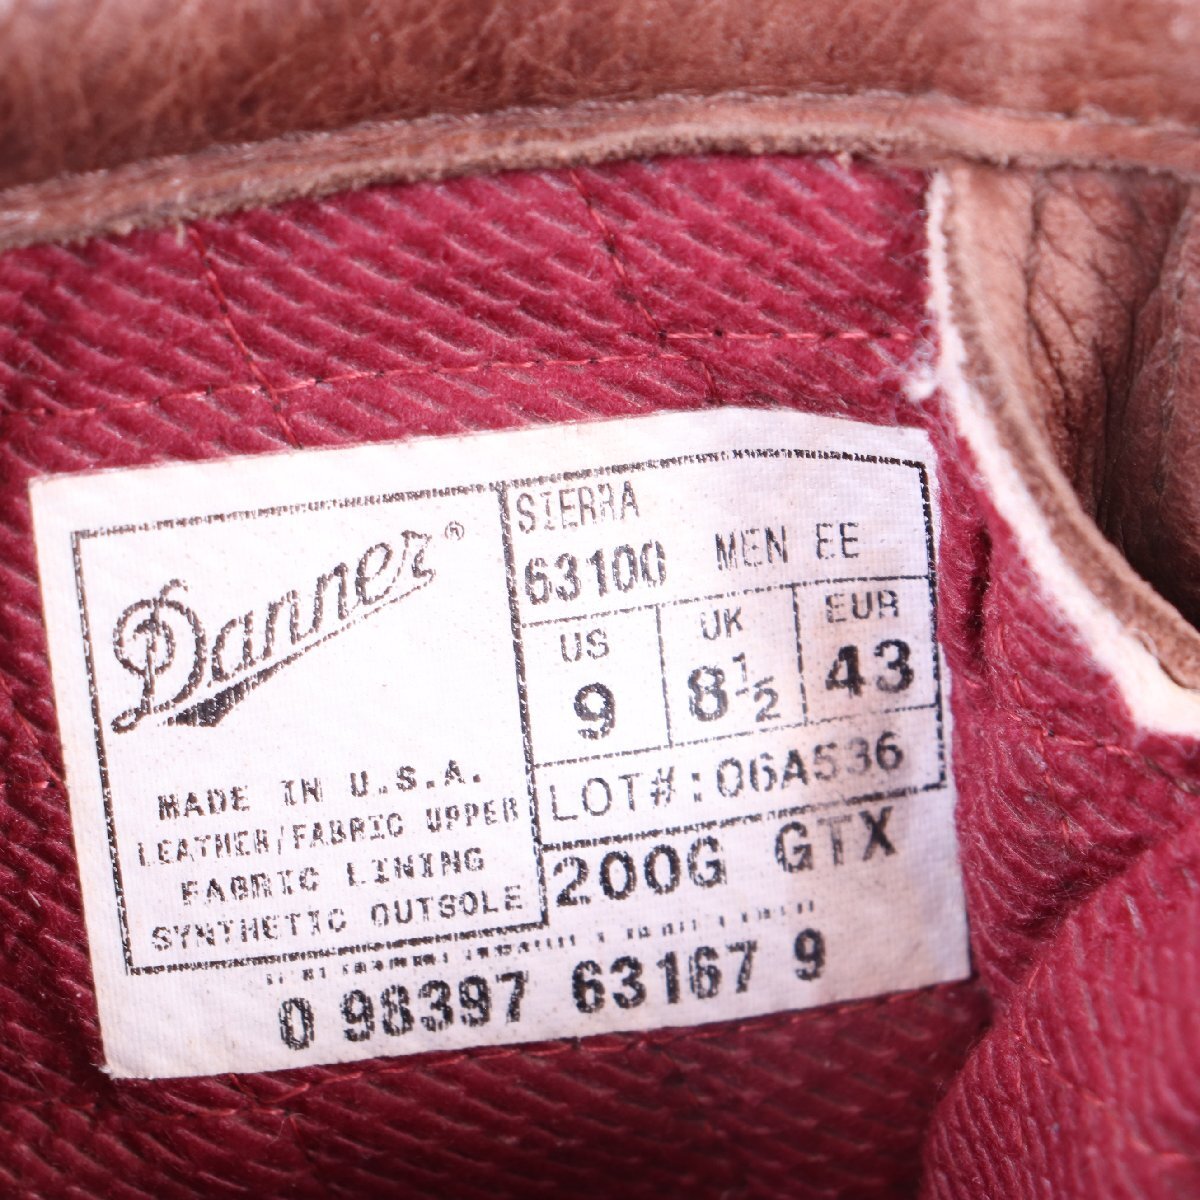 Danner®
MADE IN U.S.A.
LEATHER/FABRIC UPPER
FABRIC LINING
SYNTHETIC OUTSOLE
SIERRA
63100 MEN EE
US UK EUR
9 8½ 43
LOT#:06A536
200G GTX
0 98397 63167 9